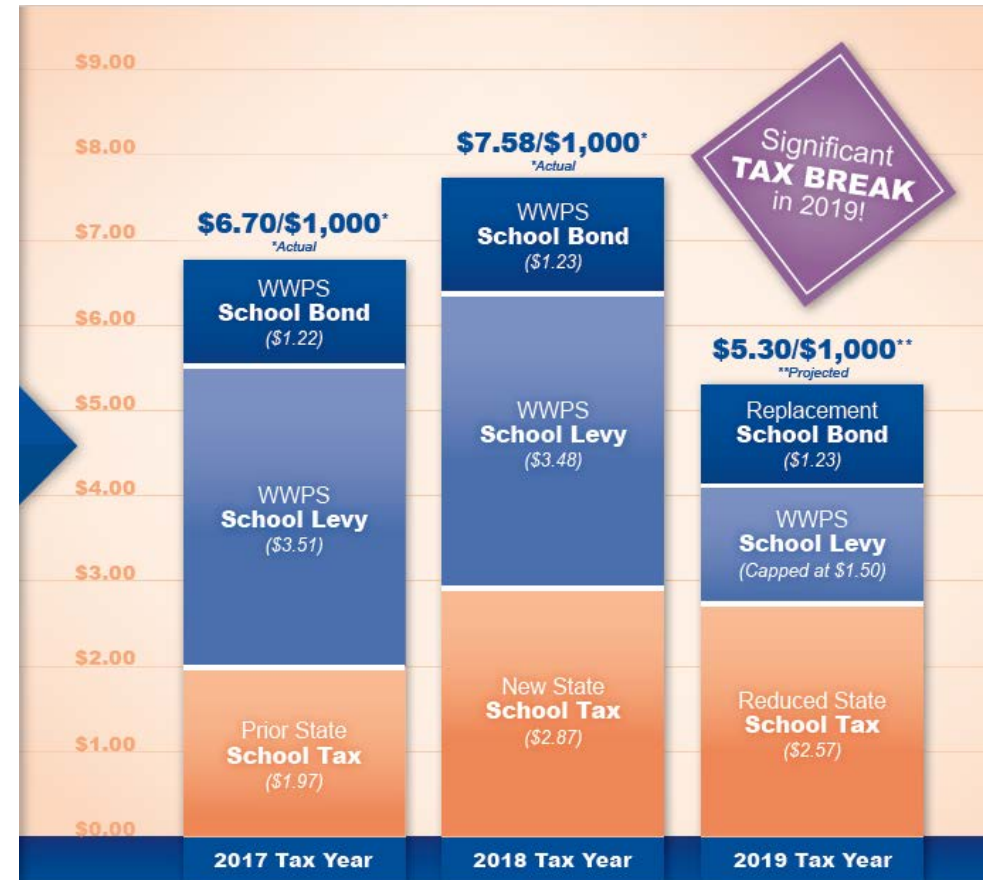 $9.00
$8.00
$7.00
$6.00
$5.00
$4.00
$3.00
$2.00
$1.00
$0.00
$6.70/$1,000*
*Actual
WWPS
School Bond
($1.22)
WWPS
School Levy
($3.51)
Prior State
School Tax
($1.97)
2017 Tax Year
$7.58/$1,000*
*Actual
WWPS
School Bond
($1.23)
WWPS
School Levy
($3.48)
New State
School Tax
($2.87)
2018 Tax Year
Significant
TAX BREAK
in 2019!
$5.30/$1,000**
**Projected
Replacement
School Bond
($1.23)
WWPS
School Levy
(Capped at $1.50)
Reduced State
School Tax
($2.57)
2019 Tax Year